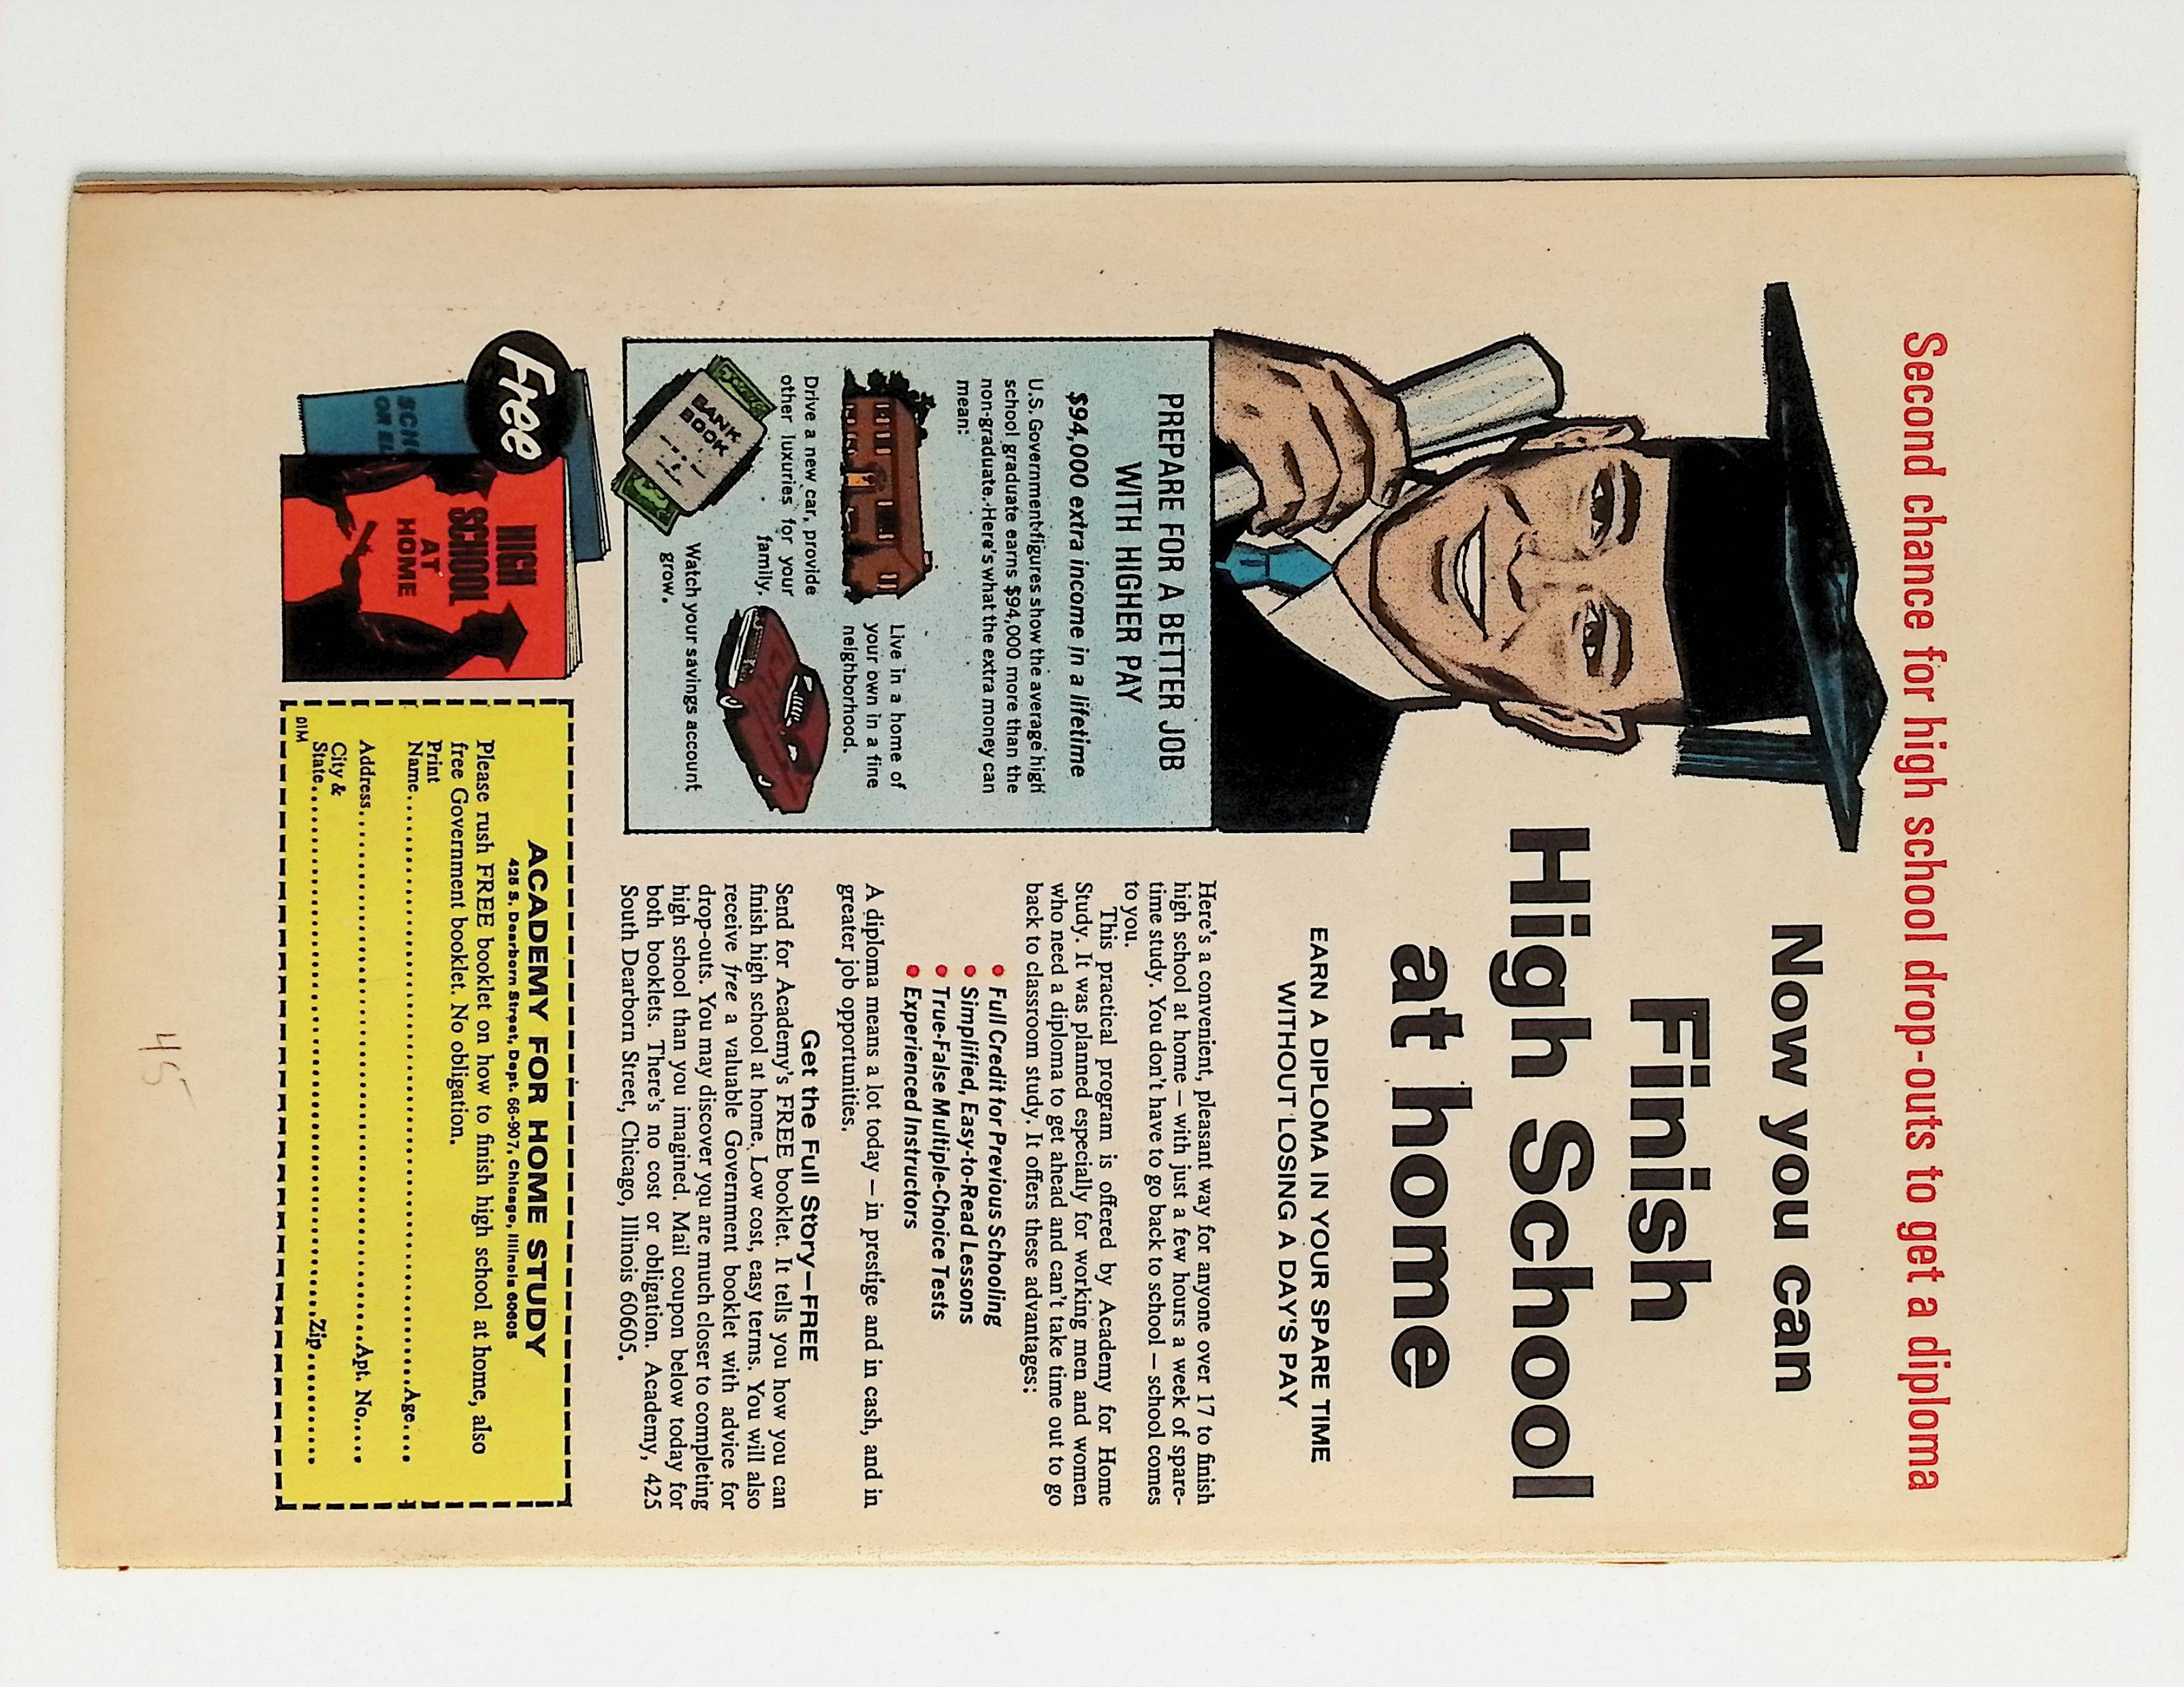 Second chance for high school drop-outs to get a diploma
Now you can
Finish
High School
at home
EARN A DIPLOMA IN YOUR SPARE TIME
WITHOUT LOSING A DAY'S PAY
PREPARE FOR A BETTER JOB
WITH HIGHER PAY
$94,000 extra income in a lifetime
U.S. Government figures show the average high
school graduate earns $94,000 more than the
non-graduate. Here's what the extra money can
mean:
Live in a home of
your own in a fine
neighborhood.
Drive a new car, provide
other luxuries for your
family.
BANK
BOOK
Watch your savings account
grow.
Here's a convenient, pleasant way for anyone over 17 to finish
high school at home — with just a few hours a week of spare-
time study. You don't have to go back to school — school comes
to you.
This practical program is offered by Academy for Home
Study. It was planned especially for working men and women
who need a diploma to get ahead and can't take time out to go
back to classroom study. It offers these advantages:
• Full Credit for Previous Schooling
• Simplified, Easy-to-Read Lessons
• True-False Multiple-Choice Tests
• Experienced Instructors
A diploma means a lot today — in prestige and in cash, and in
greater job opportunities.
Get the Full Story—FREE
Send for Academy's FREE booklet. It tells you how you can
finish high school at home. Low cost, easy terms. You will also
receive free a valuable Government booklet with advice for
drop-outs. You may discover you are much closer to completing
high school than you imagined. Mail coupon below today for
both booklets. There's no cost or obligation. Academy, 425
South Dearborn Street, Chicago, Illinois 60605.
Free
SCHO
OR EL
HIGH
SCHOOL
AT
HOME
ACADEMY FOR HOME STUDY
425 S. Dearborn Street, Dept. 66-907, Chicago, Illinois 60605
Please rush FREE booklet on how to finish high school at home, also
free Government booklet. No obligation.
Print
Name..........Age.....
Address..........Apt. No.....
City &
State..........Zip..........
D1M
45